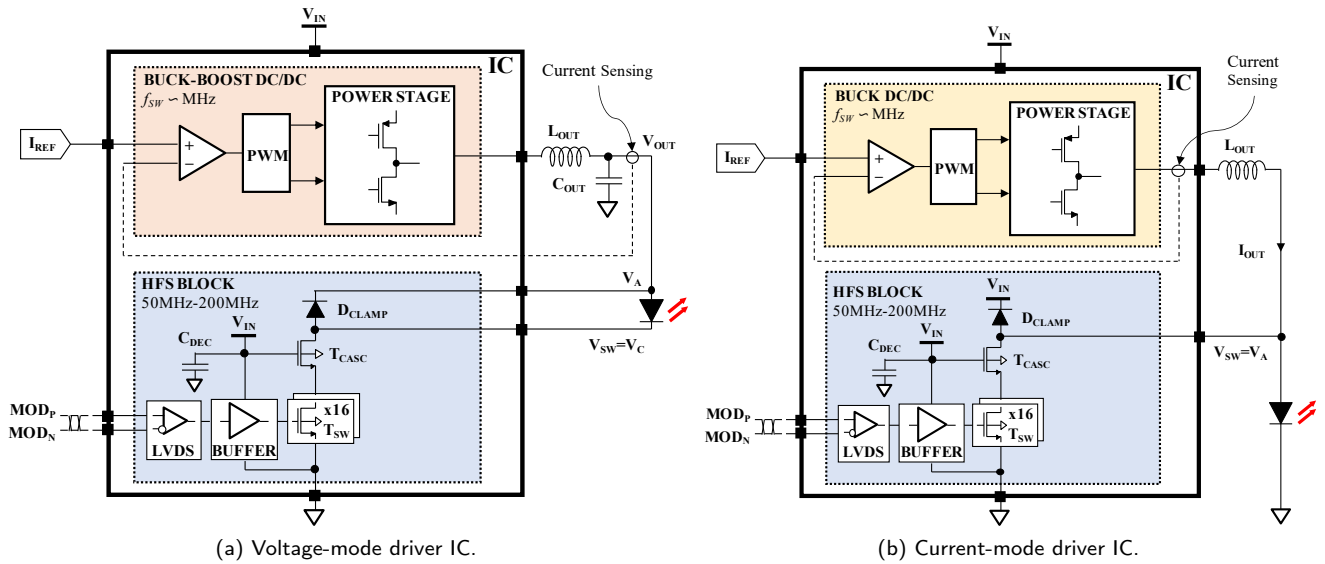 V_IN
IC
BUCK-BOOST DC/DC
f_SW ~ MHz
POWER STAGE
Current Sensing
I_REF
+
−
PWM
L_OUT
V_OUT
C_OUT
HFS BLOCK
50MHz-200MHz
V_A
D_CLAMP
V_IN
C_DEC
T_CASC
V_SW=V_C
MOD_P
MOD_N
x16
T_SW
LVDS
BUFFER
(a) Voltage-mode driver IC.
V_IN
IC
Current
Sensing
BUCK DC/DC
f_SW ~ MHz
POWER STAGE
I_REF
+
−
PWM
L_OUT
I_OUT
HFS BLOCK
50MHz-200MHz
V_IN
D_CLAMP
V_IN
C_DEC
T_CASC
V_SW=V_A
MOD_P
MOD_N
x16
T_SW
LVDS
BUFFER
(b) Current-mode driver IC.